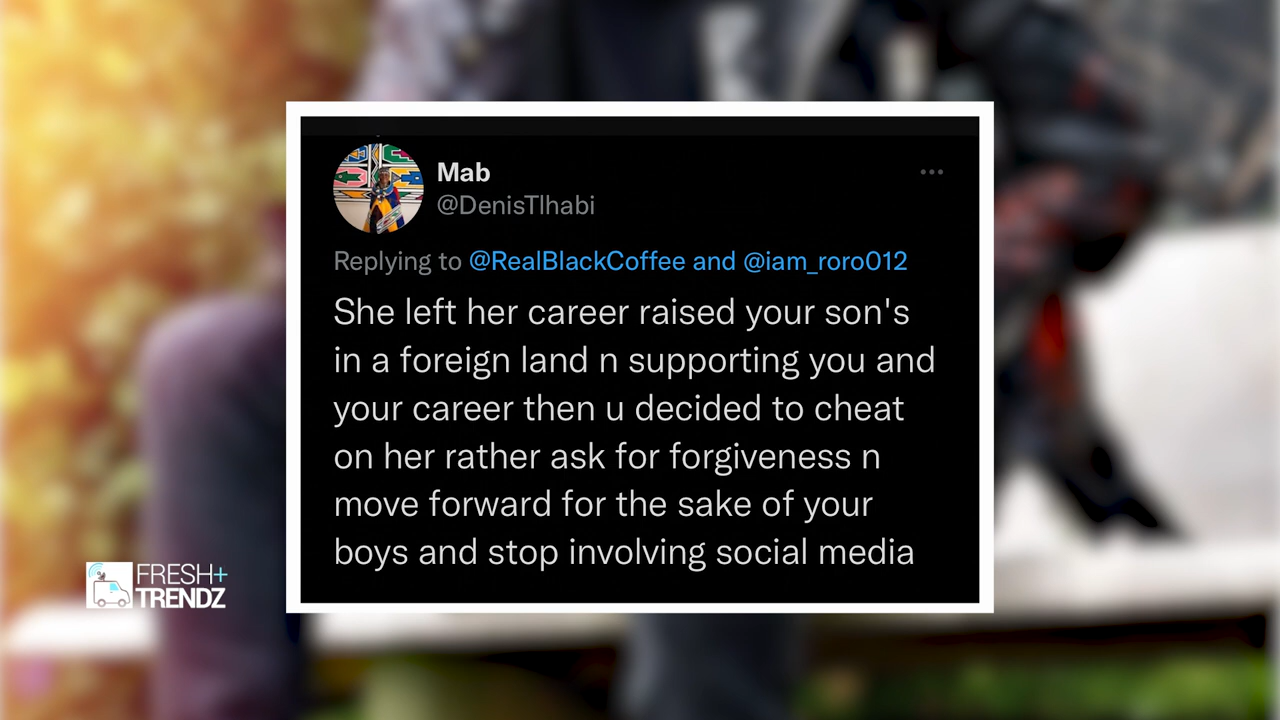 Mab
@DenisTlhabi
Replying to @RealBlackCoffee and @iam_roro012
She left her career raised your son's
in a foreign land n supporting you and
your career then u decided to cheat
on her rather ask for forgiveness n
move forward for the sake of your
boys and stop involving social media
FRESH+
TRENDZ